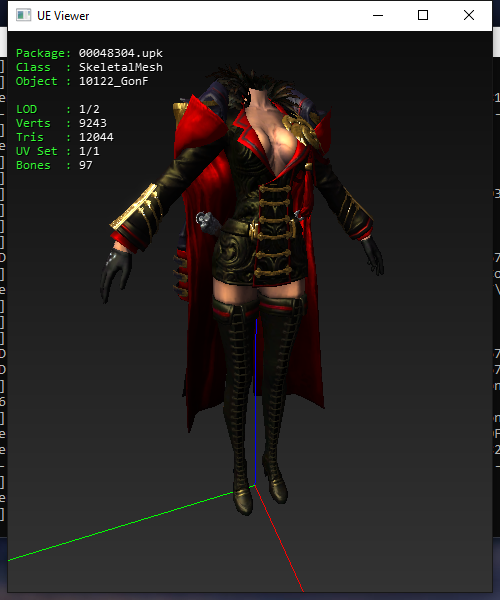 UE Viewer
Package: 00048304.upk
Class  : SkeletalMesh
Object : 10122_GonF
LOD    : 1/2
Verts  : 9243
Tris   : 12044
UV Set : 1/1
Bones  : 97